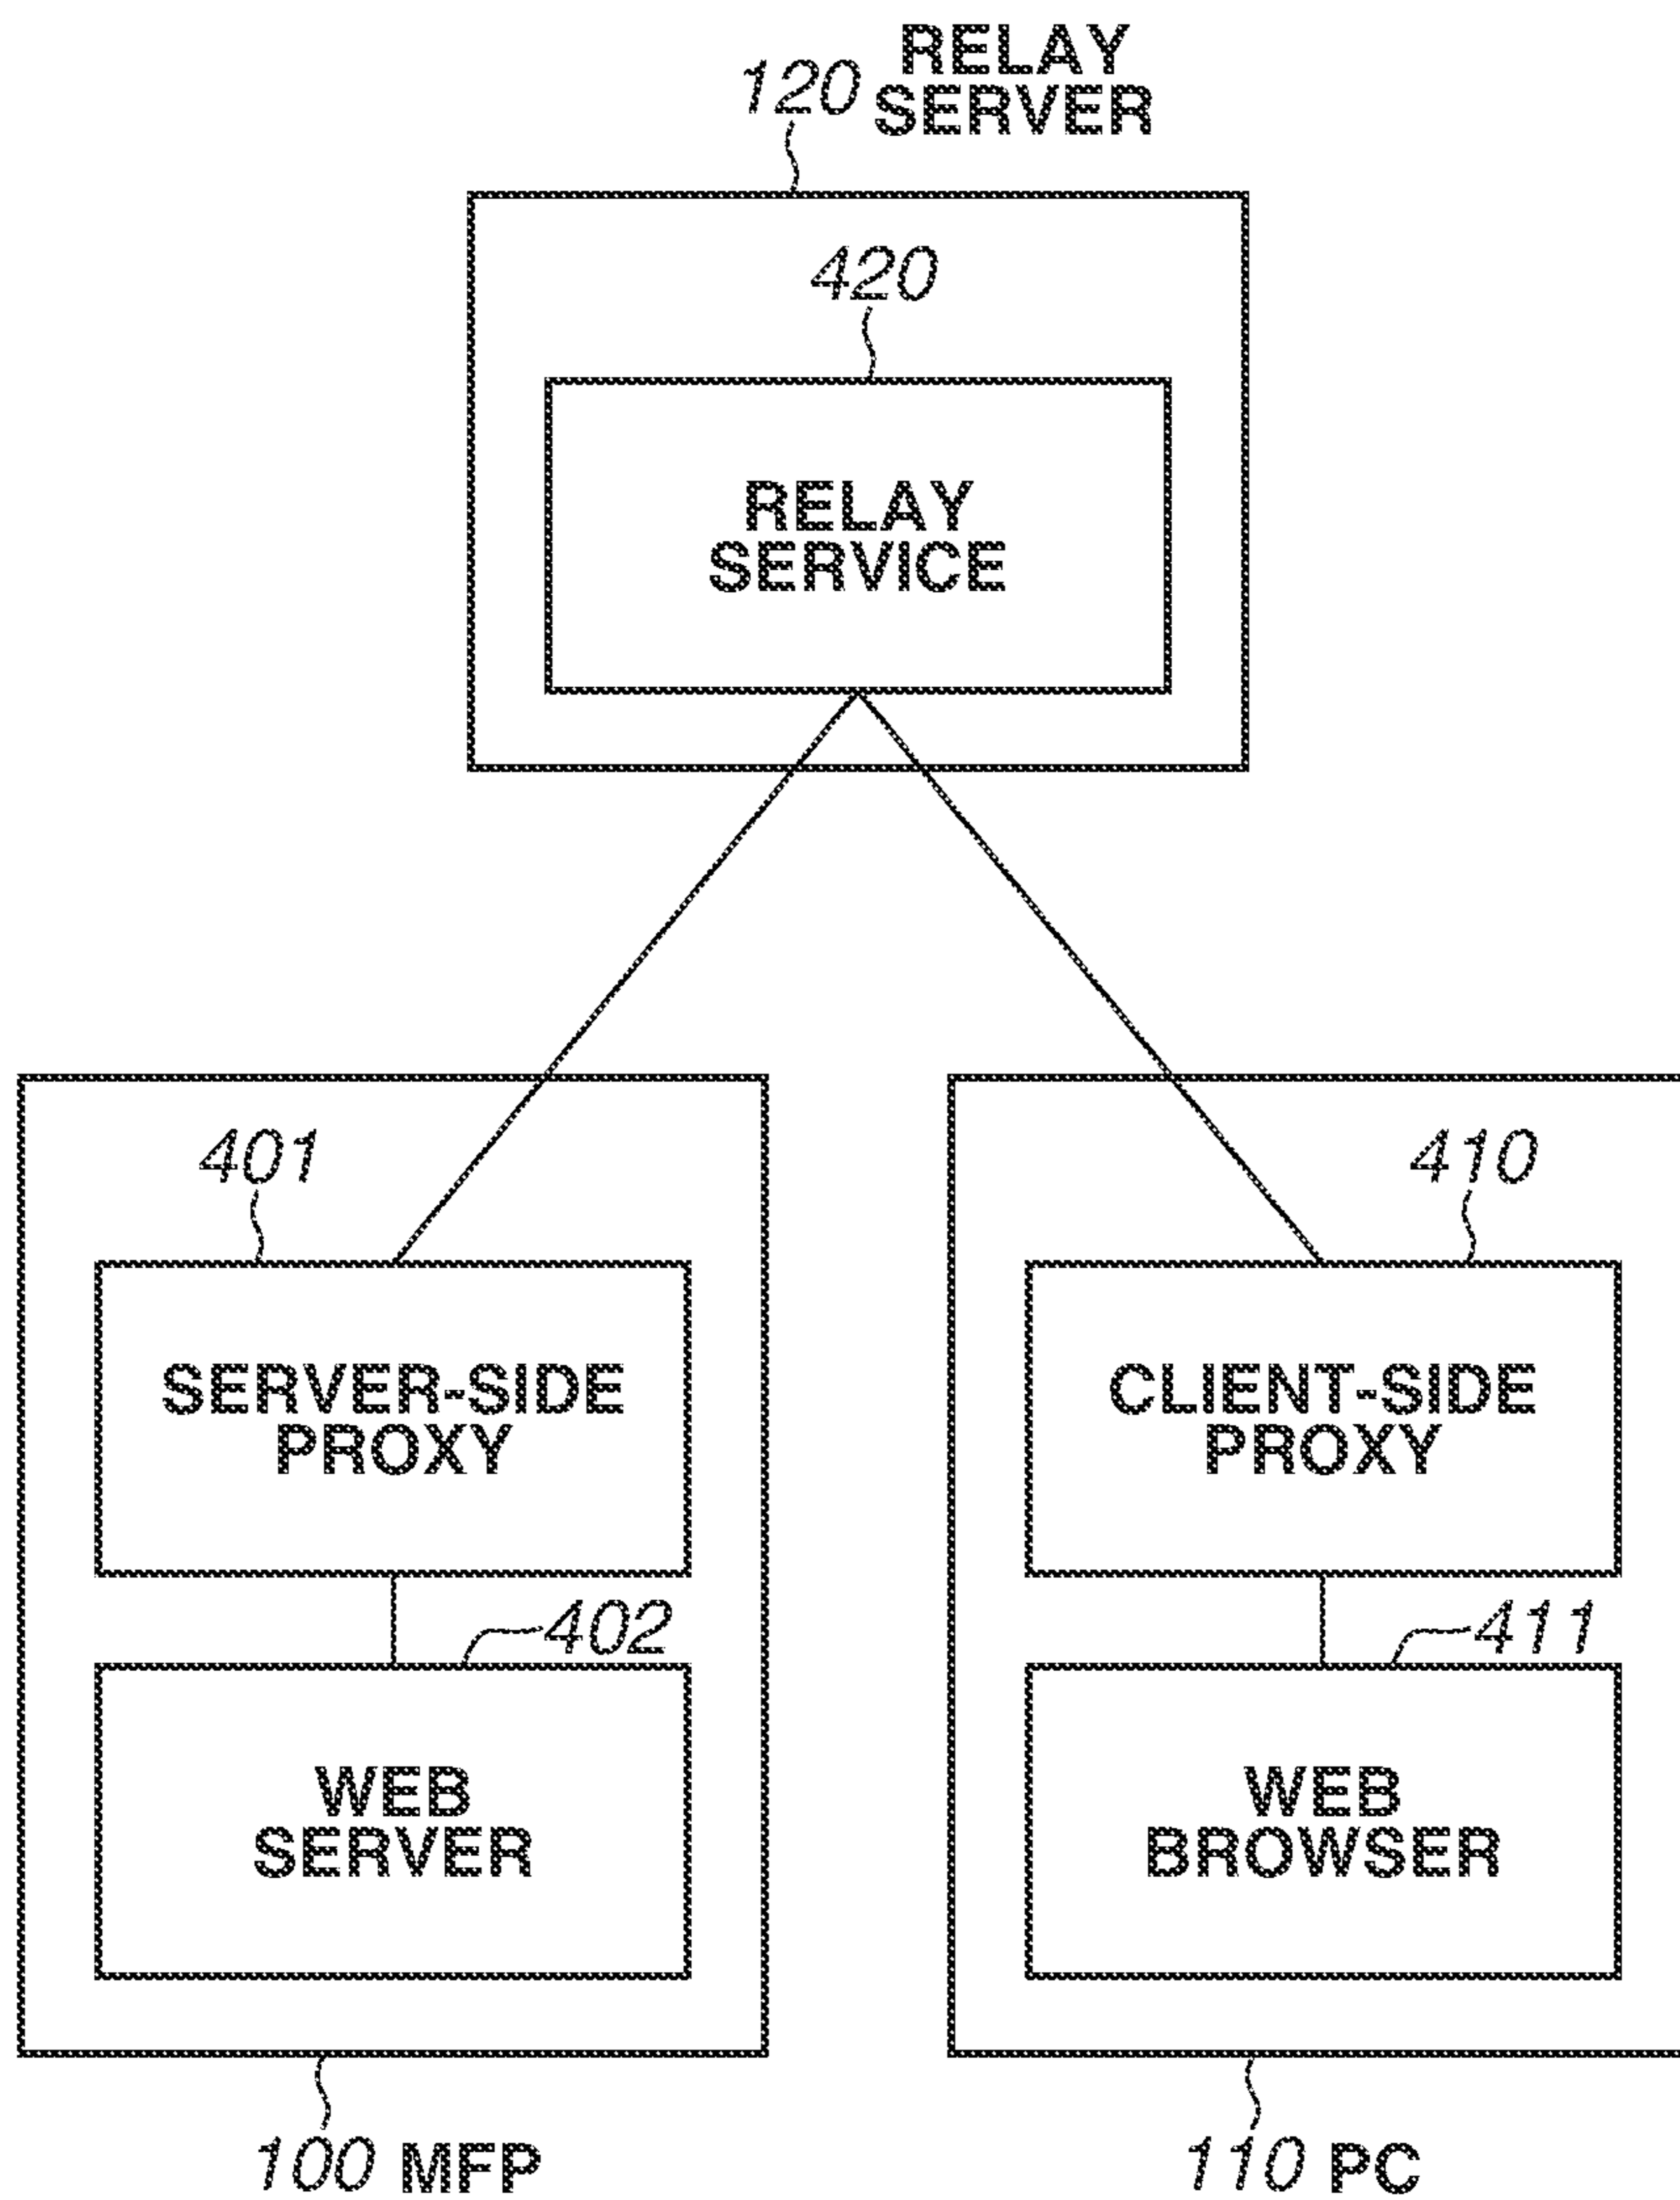 120 RELAY
SERVER
420
RELAY
SERVICE
401
SERVER-SIDE
PROXY
402
WEB
SERVER
100 MFP
410
CLIENT-SIDE
PROXY
411
WEB
BROWSER
110 PC